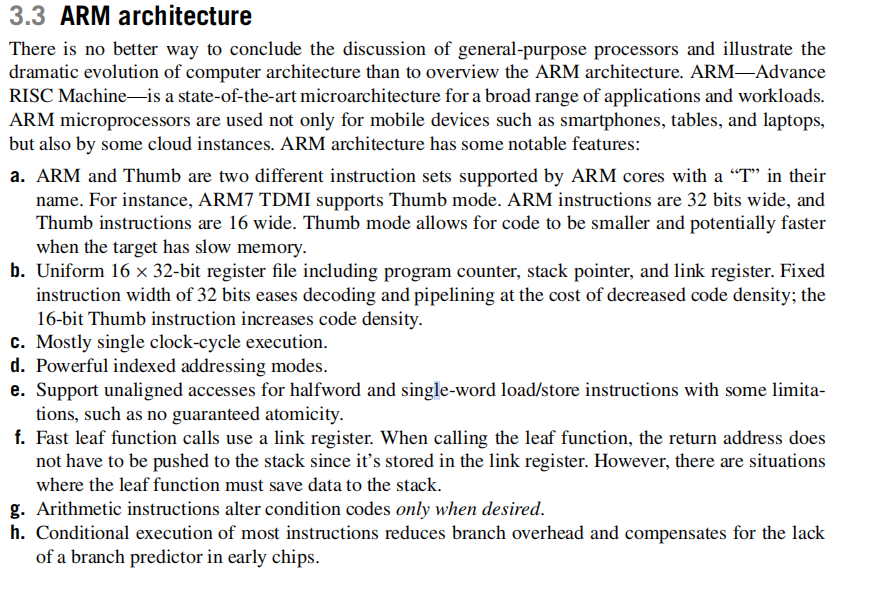 3.3 ARM architecture
There is no better way to conclude the discussion of general-purpose processors and illustrate the
dramatic evolution of computer architecture than to overview the ARM architecture. ARM—Advance
RISC Machine—is a state-of-the-art microarchitecture for a broad range of applications and workloads.
ARM microprocessors are used not only for mobile devices such as smartphones, tables, and laptops,
but also by some cloud instances. ARM architecture has some notable features:
a. ARM and Thumb are two different instruction sets supported by ARM cores with a “T” in their
name. For instance, ARM7 TDMI supports Thumb mode. ARM instructions are 32 bits wide, and
Thumb instructions are 16 wide. Thumb mode allows for code to be smaller and potentially faster
when the target has slow memory.
b. Uniform 16 × 32-bit register file including program counter, stack pointer, and link register. Fixed
instruction width of 32 bits eases decoding and pipelining at the cost of decreased code density; the
16-bit Thumb instruction increases code density.
c. Mostly single clock-cycle execution.
d. Powerful indexed addressing modes.
e. Support unaligned accesses for halfword and single-word load/store instructions with some limita-
tions, such as no guaranteed atomicity.
f. Fast leaf function calls use a link register. When calling the leaf function, the return address does
not have to be pushed to the stack since it’s stored in the link register. However, there are situations
where the leaf function must save data to the stack.
g. Arithmetic instructions alter condition codes only when desired.
h. Conditional execution of most instructions reduces branch overhead and compensates for the lack
of a branch predictor in early chips.